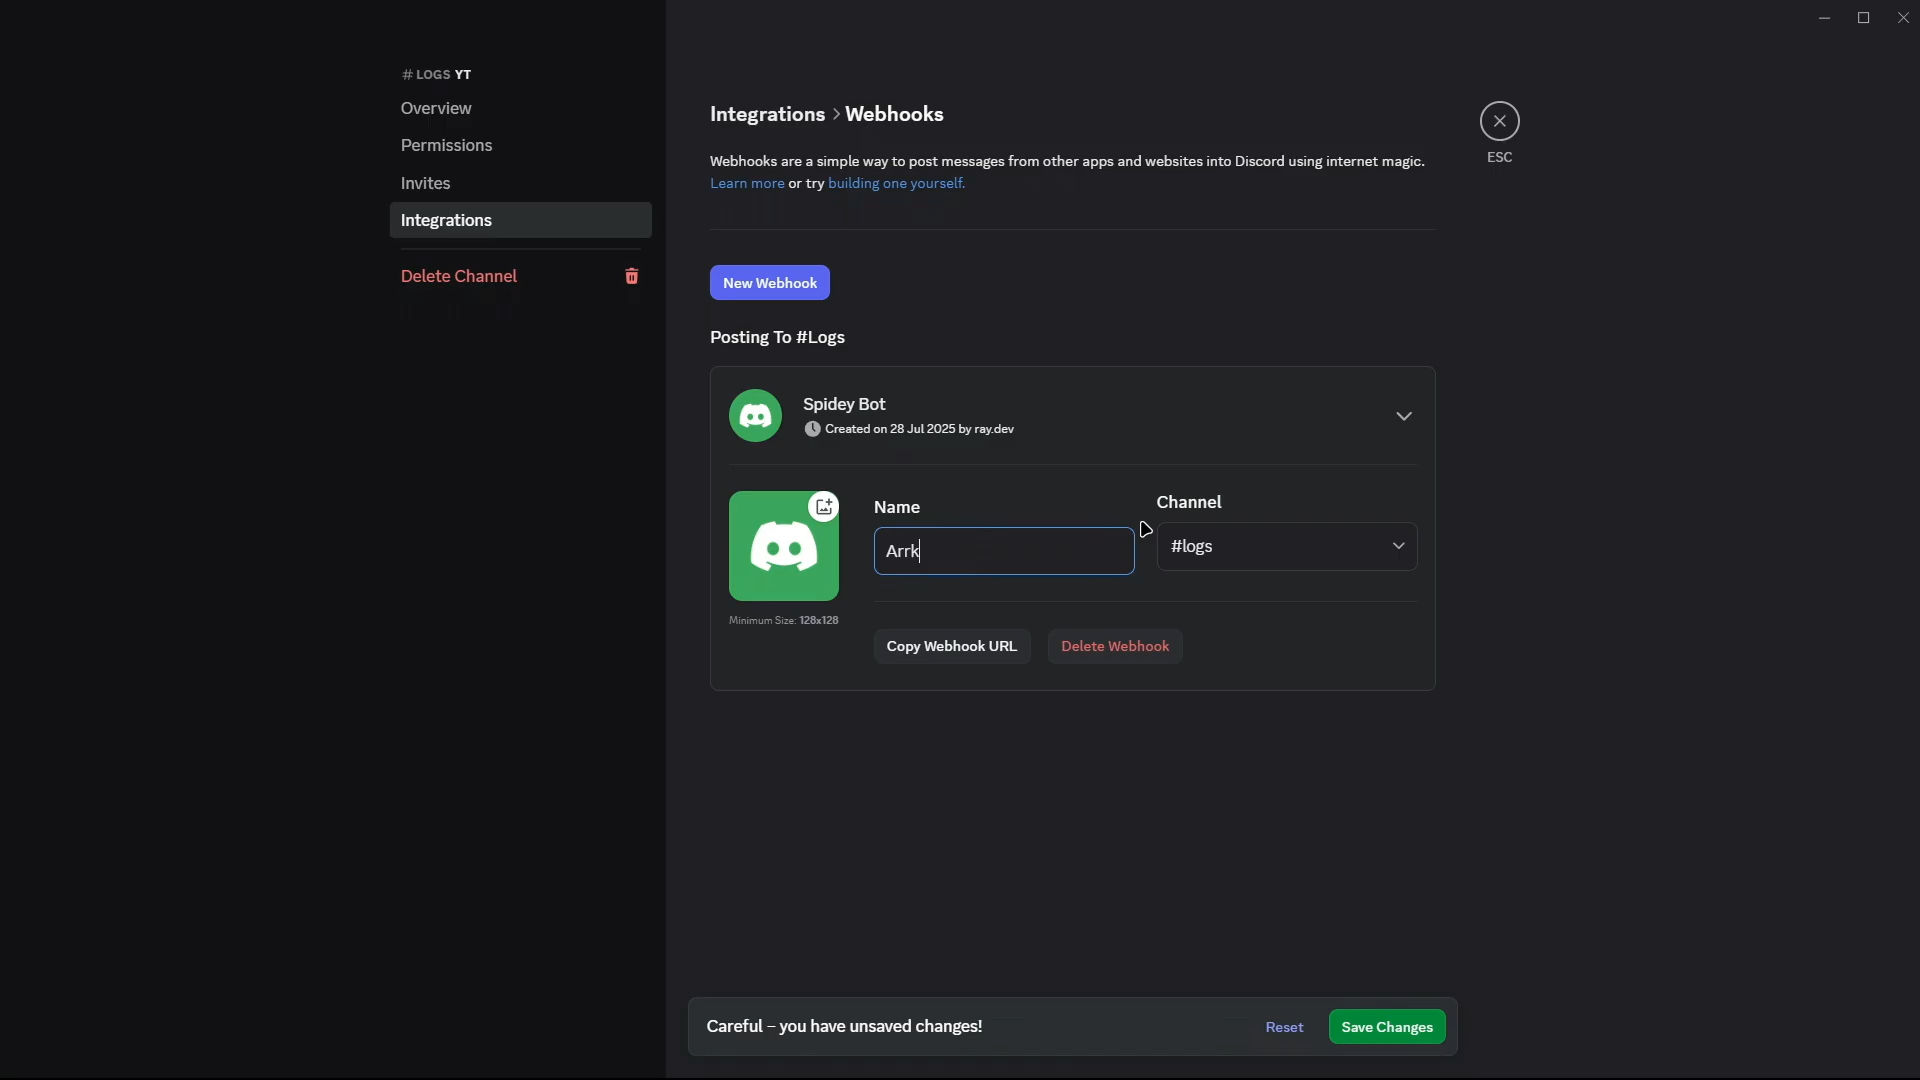 # LOGS YT
Overview
Permissions
Invites
Integrations
Delete Channel
Integrations > Webhooks
ESC
Webhooks are a simple way to post messages from other apps and websites into Discord using internet magic.
Learn more or try building one yourself.
New Webhook
Posting To #Logs
Spidey Bot
Created on 28 Jul 2025 by ray.dev
Name
Channel
Arrk
#logs
Minimum Size: 128x128
Copy Webhook URL
Delete Webhook
Careful – you have unsaved changes!
Reset
Save Changes